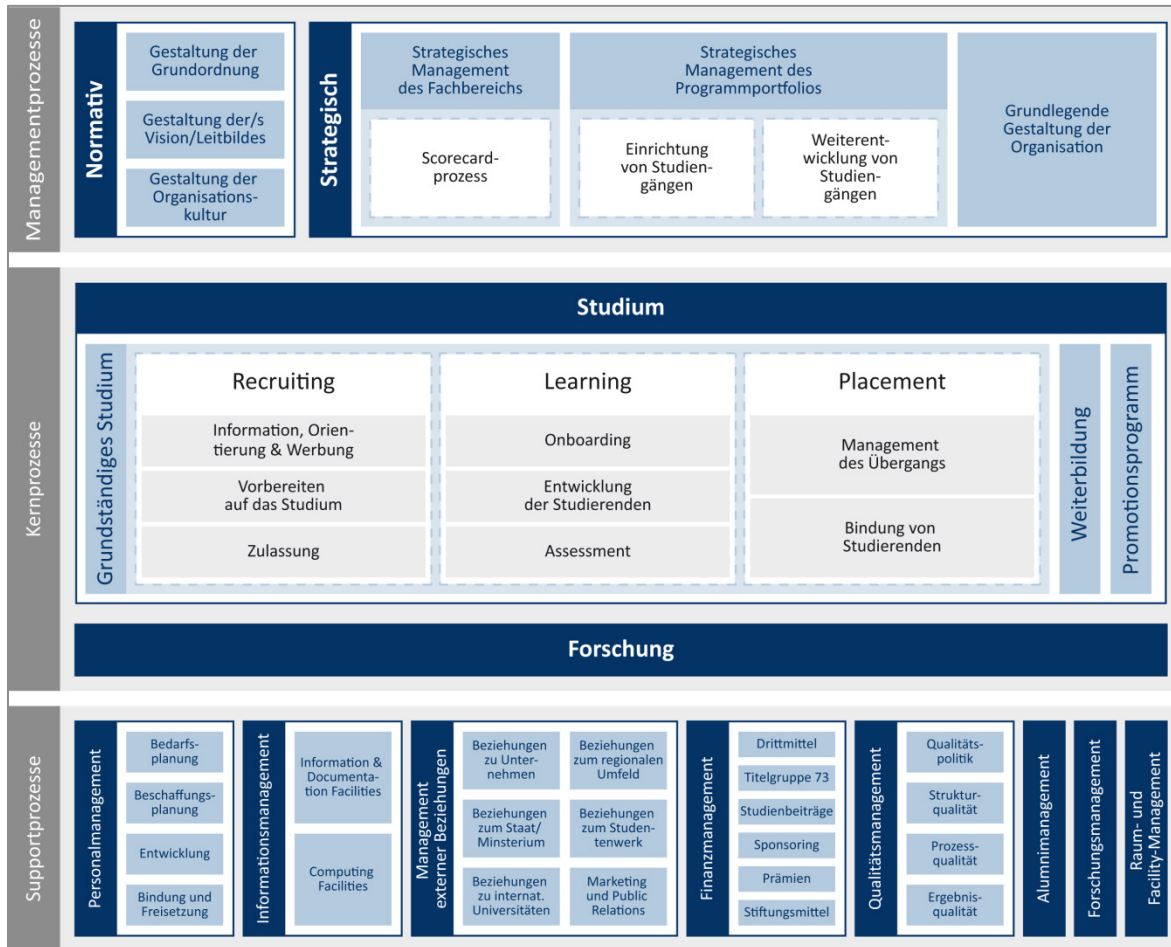 Managementprozesse
Normativ
Gestaltung der
Grundordnung
Gestaltung der/s
Vision/Leitbildes
Gestaltung der
Organisations-
kultur
Strategisch
Strategisches
Management
des Fachbereichs
Scorecard-
prozess
Strategisches
Management des
Programmportfolios
Einrichtung
von Studien-
gängen
Weiterent-
wicklung von
Studien-
gängen
Grundlegende
Gestaltung der
Organisation
Kernprozesse
Studium
Grundständiges Studium
Recruiting
Information, Orien-
tierung & Werbung
Vorbereiten
auf das Studium
Zulassung
Learning
Onboarding
Entwicklung
der Studierenden
Assessment
Placement
Management
des Übergangs
Bindung von
Studierenden
Weiterbildung
Promotionsprogramm
Forschung
Supportprozesse
Personalmanagement
Bedarfs-
planung
Beschaffungs-
planung
Entwicklung
Bindung und
Freisetzung
Informationsmanagement
Information &
Documenta-
tion Facilities
Computing
Facilities
Management
externer Beziehungen
Beziehungen
zu Unter-
nehmen
Beziehungen
zum regionalen
Umfeld
Beziehungen
zum Staat/
Minsterium
Beziehungen
zum Studen-
tenwerk
Beziehungen
zu internat.
Universitäten
Marketing
und Public
Relations
Finanzmanagement
Drittmittel
Titelgruppe 73
Studienbeiträge
Sponsoring
Prämien
Stiftungsmittel
Qualitätsmanagement
Qualitäts-
politik
Struktur-
qualität
Prozess-
qualität
Ergebnis-
qualität
Alumnimanagement
Forschungsmanagement
Raum- und
Facility-Management